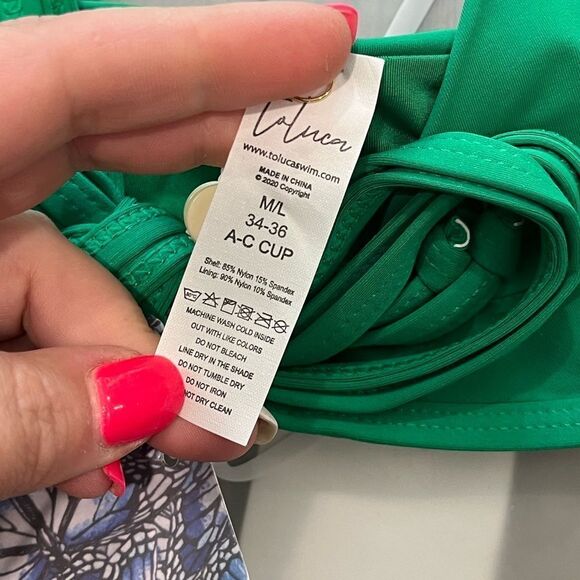 toluca
www.tolucaswim.com
MADE IN CHINA
© 2020 Copyright
M/L
34-36
A-C CUP
Shell: 85% Nylon 15% Spandex
Lining: 90% Nylon 10% Spandex
MACHINE WASH COLD INSIDE
OUT WITH LIKE COLORS
DO NOT BLEACH
LINE DRY IN THE SHADE
DO NOT TUMBLE DRY
DO NOT IRON
NOT DRY CLEAN